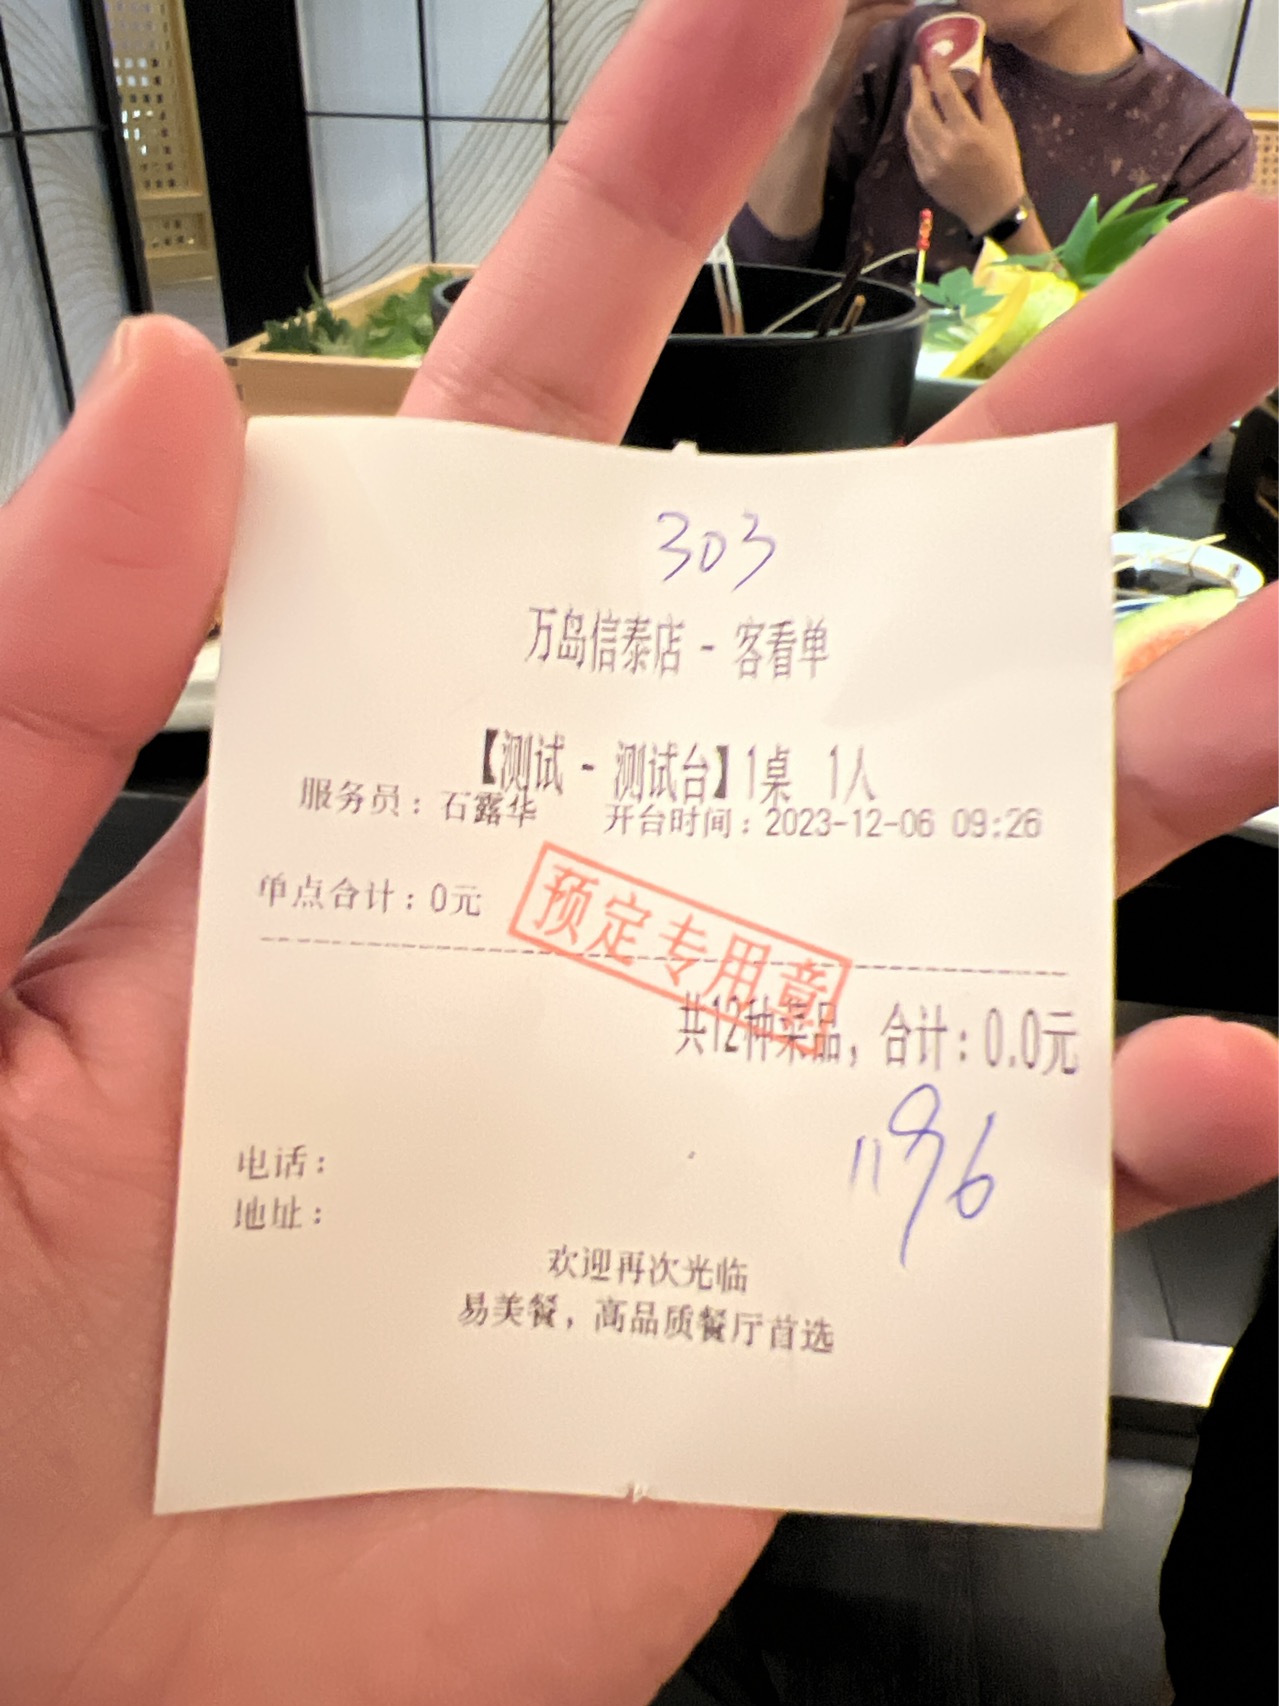 303
万岛信泰店 - 客看单
【测试 - 测试台】1桌 1人
服务员：石露华 开台时间：2023-12-06 09:26
单点合计：0元
预定专用章
共12种菜品，合计：0.0元
1196
电话：
地址：
欢迎再次光临
易美餐，高品质餐厅首选